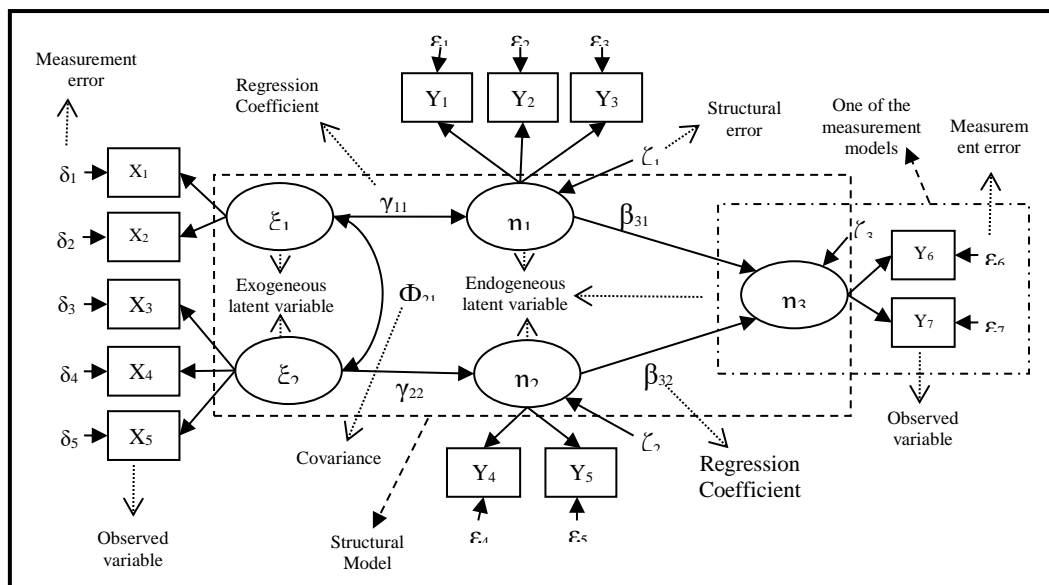 ε1
ε2
ε3
Measurement
error
Regression
Coefficient
Y1
Y2
Y3
Structural
error
One of the
measurement
models
Measurem
ent error
δ1
X1
ζ1
γ11
ξ1
η1
β31
δ2
X2
ζ3
Y6
ε6
Exogeneous
latent variable
Φ21
Endogeneous
latent variable
η3
δ3
X3
Y7
ε7
δ4
X4
ξ2
γ22
η2
β32
δ5
X5
Observed
variable
Covariance
ζ2
Y4
Y5
Regression
Coefficient
Observed
variable
Structural
Model
ε4
ε5